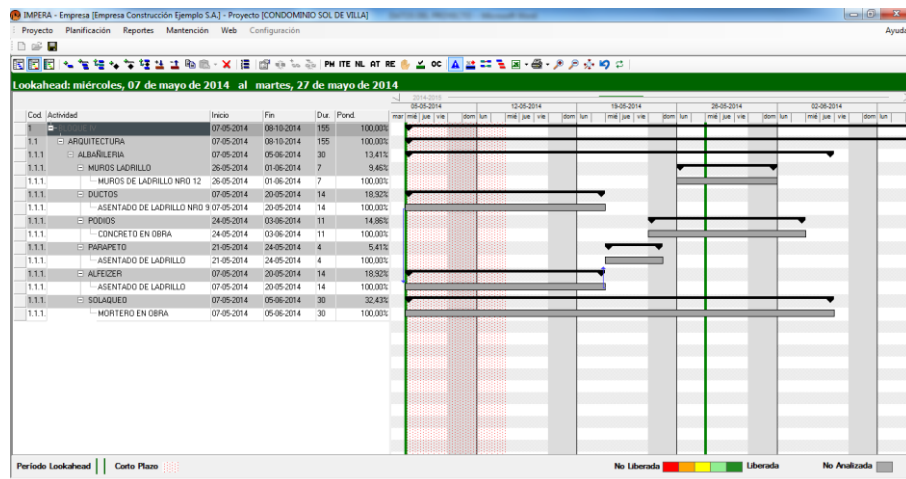 IMPERA - Empresa [Empresa Construcción Ejemplo S.A.] - Proyecto [CONDOMINIO SOL DE VILLA]
Proyecto Planificación Reportes Mantención Web Configuración Ayuda
PM ITE NL AT RE OC A
Lookahead: miércoles, 07 de mayo de 2014 al martes, 27 de mayo de 2014
2014-2015
05-05-2014 12-05-2014 19-05-2014 26-05-2014 02-06-2014
Cod. Actividad Inicio Fin Dur. Pond. mar mié jue vie dom lun mié jue vie dom lun mié jue vie dom lun mié jue vie dom lun mié jue vie dom lun
1 BLOQUE IV 07-05-2014 08-10-2014 155 100,00%
1.1 ARQUITECTURA 07-05-2014 08-10-2014 155 100,00%
1.1.1 ALBAÑILERIA 07-05-2014 05-06-2014 30 13,41%
1.1.1. MUROS LADRILLO 26-05-2014 01-06-2014 7 9,46%
1.1.1. MUROS DE LADRILLO NRO 12 26-05-2014 01-06-2014 7 100,00%
1.1.1. DUCTOS 07-05-2014 20-05-2014 14 18,92%
1.1.1. ASENTADO DE LADRILLO NRO 9 07-05-2014 20-05-2014 14 100,00%
1.1.1. PODIOS 24-05-2014 03-06-2014 11 14,86%
1.1.1. CONCRETO EN OBRA 24-05-2014 03-06-2014 11 100,00%
1.1.1. PARAPETO 21-05-2014 24-05-2014 4 5,41%
1.1.1. ASENTADO DE LADRILLO 21-05-2014 24-05-2014 4 100,00%
1.1.1. ALFEIZER 07-05-2014 20-05-2014 14 18,92%
1.1.1. ASENTADO DE LADRILLO 07-05-2014 20-05-2014 14 100,00%
1.1.1. SOLAQUEO 07-05-2014 05-06-2014 30 32,43%
1.1.1. MORTERO EN OBRA 07-05-2014 05-06-2014 30 100,00%
Período Lookahead Corto Plazo No Liberada Liberada No Analizada